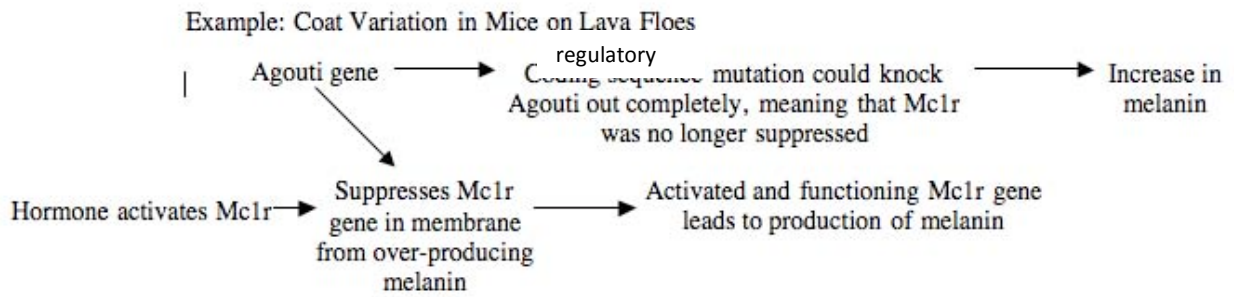 Example: Coat Variation in Mice on Lava Floes
regulatory
Agouti gene
Coding sequence mutation could knock
Agouti out completely, meaning that Mc1r
was no longer suppressed
Increase in
melanin
Hormone activates Mc1r
Suppresses Mc1r
gene in membrane
from over-producing
melanin
Activated and functioning Mc1r gene
leads to production of melanin